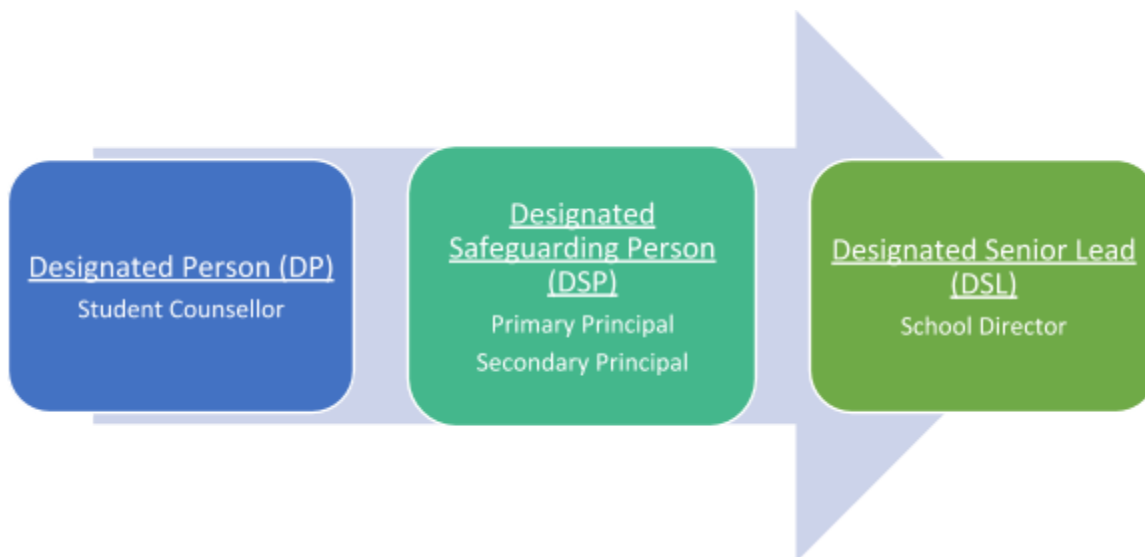 Designated Person (DP)
Student Counsellor
Designated
Safeguarding Person
(DSP)
Primary Principal
Secondary Principal
Designated Senior Lead
(DSL)
School Director